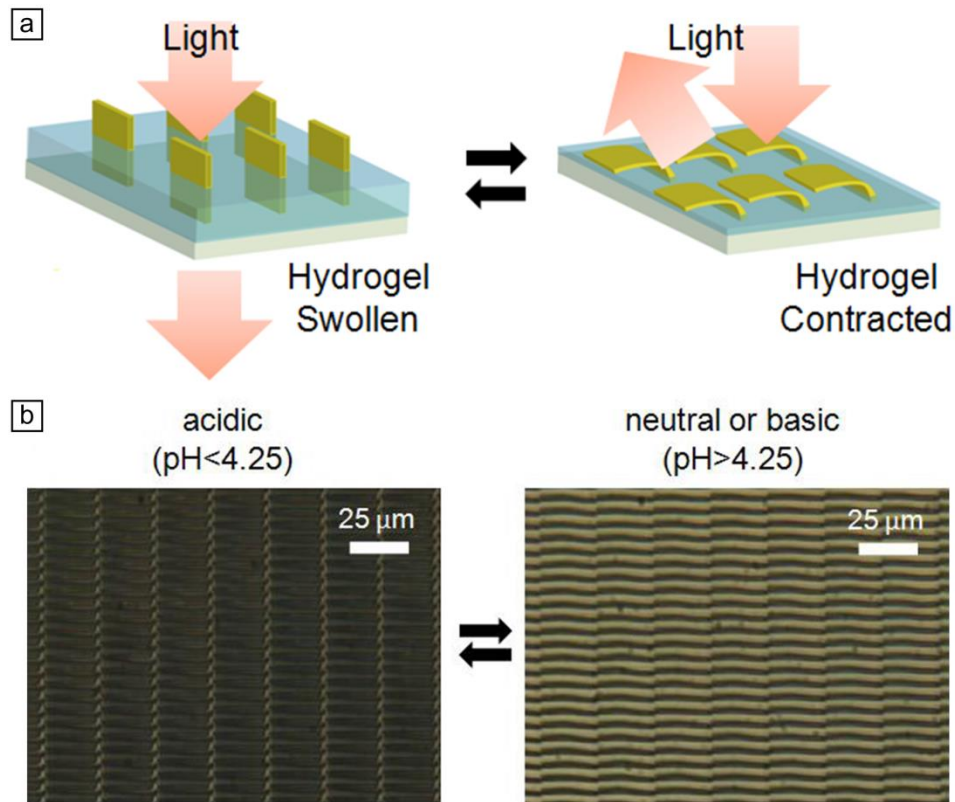 a
Light
Light
Hydrogel
Swollen
Hydrogel
Contracted
b
acidic
(pH<4.25)
neutral or basic
(pH>4.25)
25 μm
25 μm